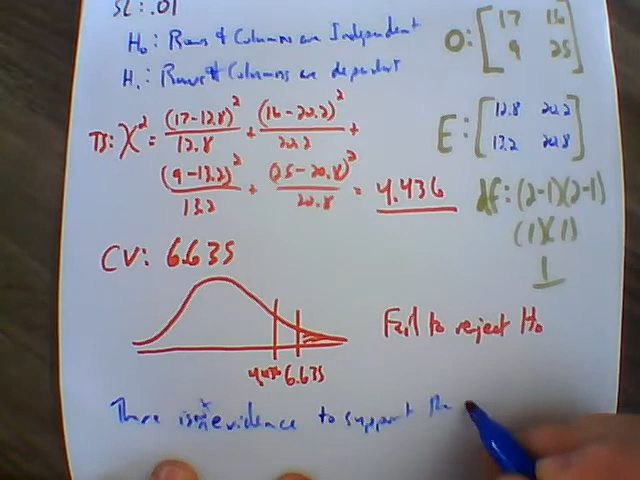 SL: .01
H₀: Rows & Columns are Independent
H₁: Rows & Columns are dependent
O: [17 16
9 25]
TS: χ² = (17-12.8)²/12.8 + (16-20.2)²/20.2 +
(9-13.2)²/13.2 + (25-20.8)²/20.8 = 4.436
E: [12.8 20.2
13.2 20.8]
df: (2-1)(2-1)
(1)(1)
1
CV: 6.635
4.436 6.635
Fail to reject H₀
There is evidence to support the